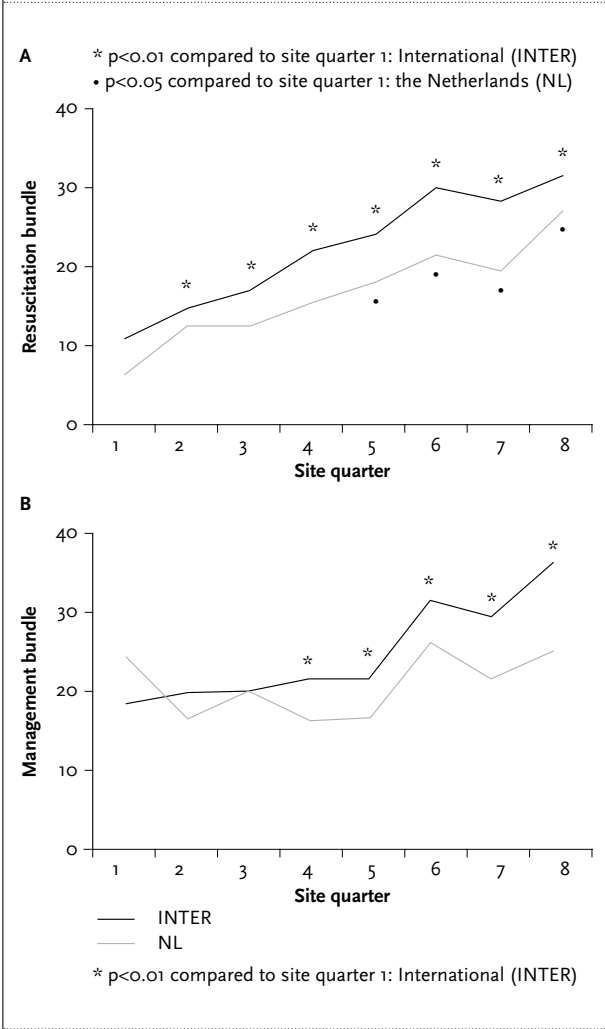 A
* p<0.01 compared to site quarter 1: International (INTER)
• p<0.05 compared to site quarter 1: the Netherlands (NL)
Resuscitation bundle
40
30
20
10
0
1 2 3 4 5 6 7 8
Site quarter
B
Management bundle
40
30
20
10
0
1 2 3 4 5 6 7 8
Site quarter
INTER
NL
* p<0.01 compared to site quarter 1: International (INTER)